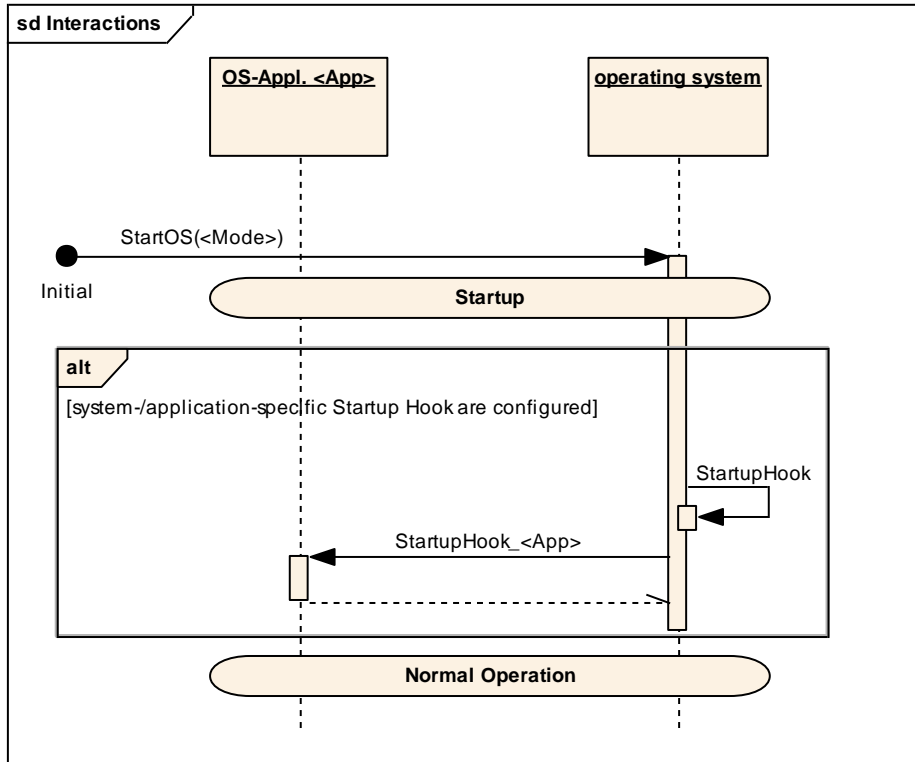 sd Interactions
OS-Appl. <App>
operating system
StartOS(<Mode>)
Initial
Startup
alt
[system-/application-specific Startup Hook are configured]
StartupHook
StartupHook_<App>
Normal Operation